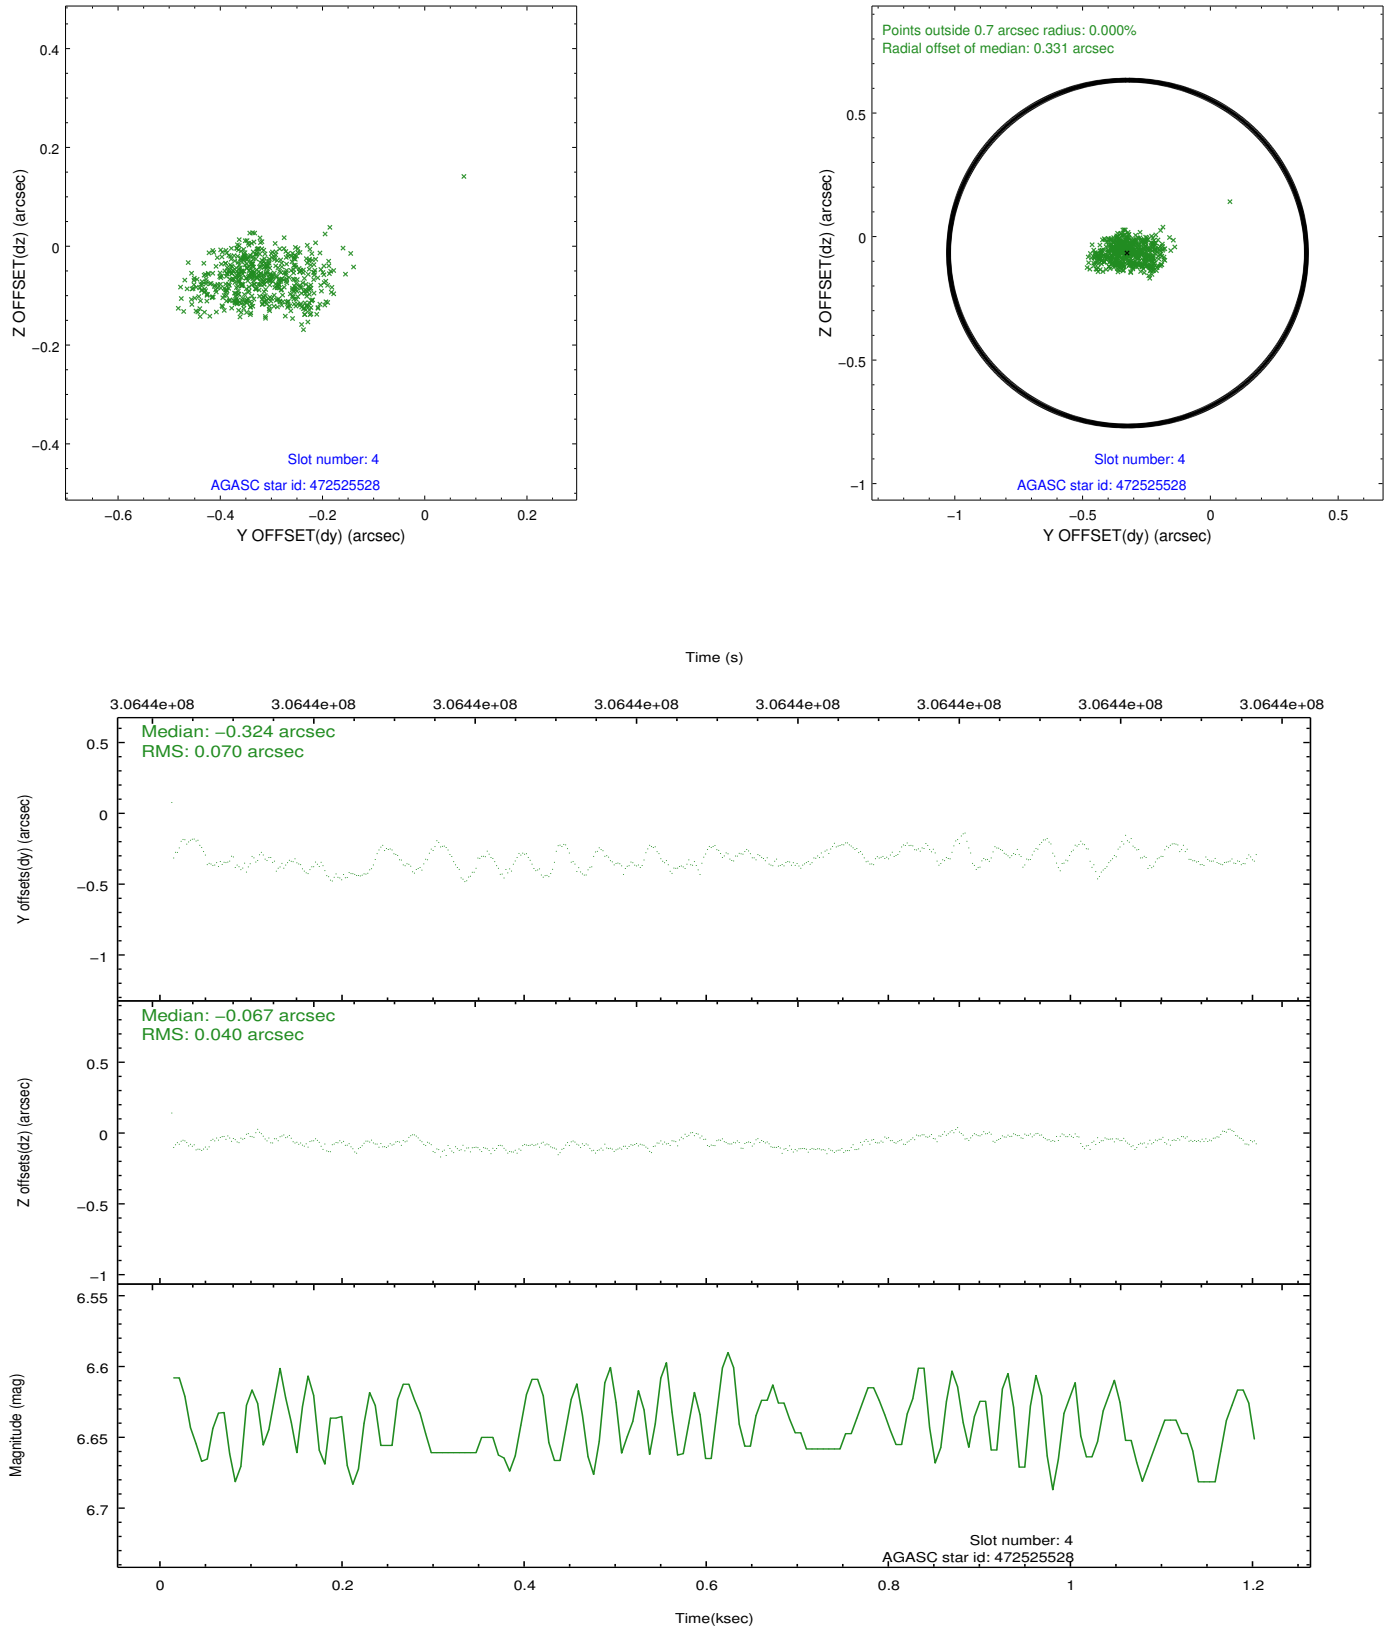 0.4
0.2
0
−0.2
−0.4
Z OFFSET(dz) (arcsec)
Slot number: 4
AGASC star id: 472525528
−0.6 −0.4 −0.2 0 0.2
Y OFFSET(dy) (arcsec)
Points outside 0.7 arcsec radius: 0.000%
Radial offset of median: 0.331 arcsec
0.5
0
−0.5
−1
Z OFFSET(dz) (arcsec)
Slot number: 4
AGASC star id: 472525528
−1 −0.5 0 0.5
Y OFFSET(dy) (arcsec)
Time (s)
3.0644e+08 3.0644e+08 3.0644e+08 3.0644e+08 3.0644e+08 3.0644e+08 3.0644e+08 3.0644e+08
Median: −0.324 arcsec
RMS: 0.070 arcsec
0.5
0
−0.5
−1
Y offsets(dy) (arcsec)
Median: −0.067 arcsec
RMS: 0.040 arcsec
0.5
0
−0.5
−1
Z offsets(dz) (arcsec)
6.55
6.6
6.65
6.7
Magnitude (mag)
Slot number: 4
AGASC star id: 472525528
0 0.2 0.4 0.6 0.8 1 1.2
Time(ksec)